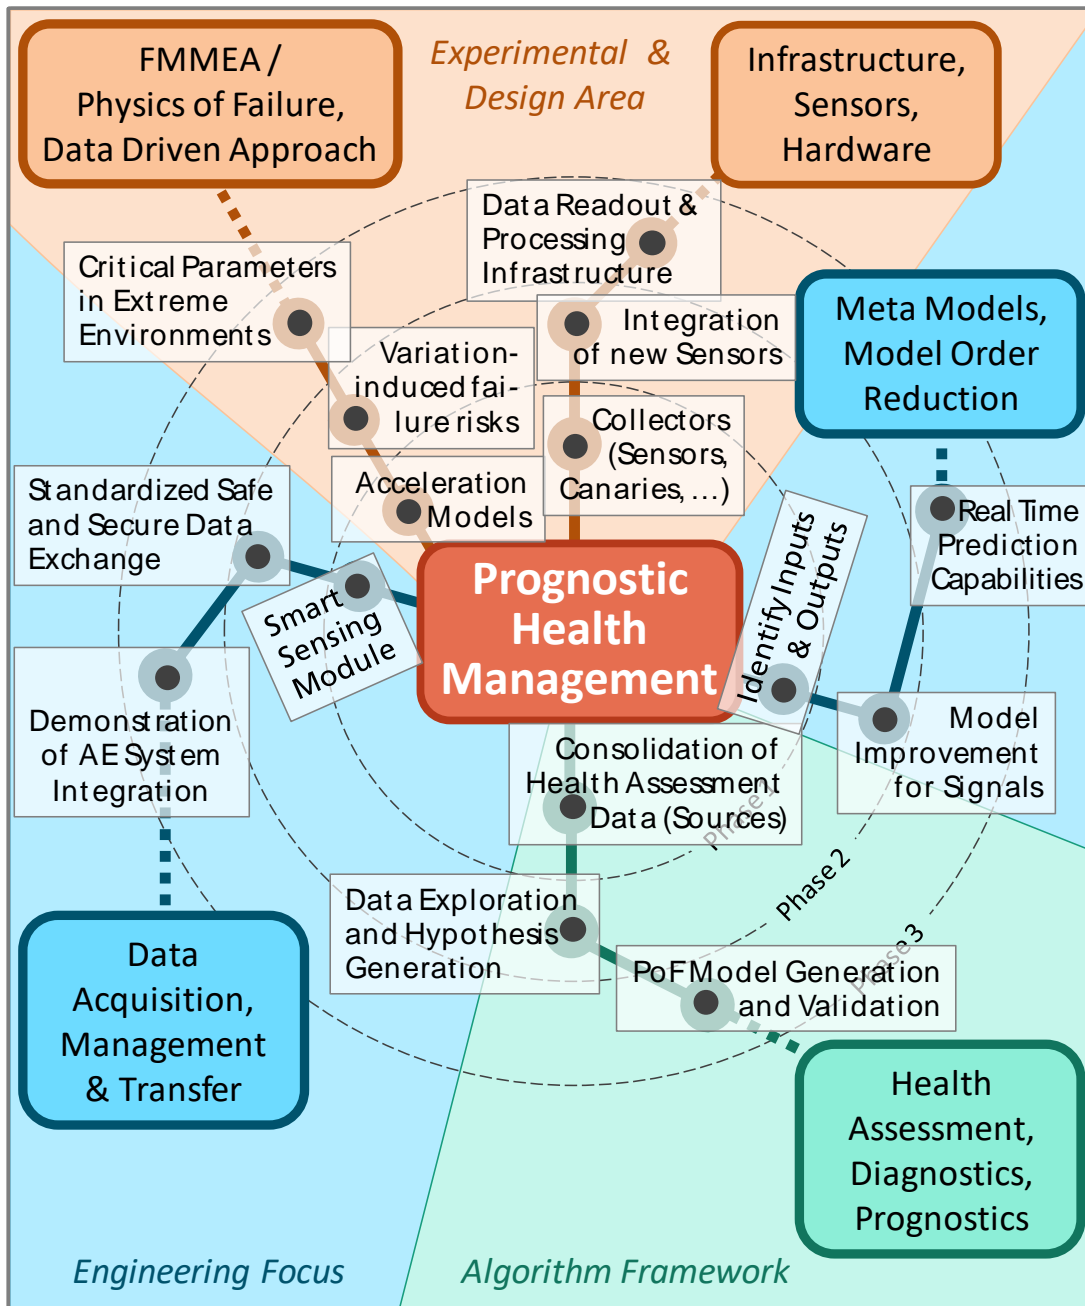 FMMEA /
Physics of Failure,
Data Driven Approach
Experimental &
Design Area
Infrastructure,
Sensors,
Hardware
Data Readout &
Processing
Infrastructure
Critical Parameters
in Extreme
Environments
Integration
of new Sensors
Variation-
induced fai-
lure risks
Meta Models,
Model Order
Reduction
Collectors
(Sensors,
Canaries, ...)
Acceleration
Models
Standardized Safe
and Secure Data
Exchange
Real Time
Prediction
Capabilities
Identify Inputs
& Outputs
Smart
Sensing
Module
Prognostic
Health
Management
Demonstration
of AE System
Integration
Model
Improvement
for Signals
Consolidation of
Health Assessment
Data (Sources)
Phase 1
Phase 2
Phase 3
Data Exploration
and Hypothesis
Generation
PoF Model Generation
and Validation
Data
Acquisition,
Management
& Transfer
Health
Assessment,
Diagnostics,
Prognostics
Engineering Focus
Algorithm Framework